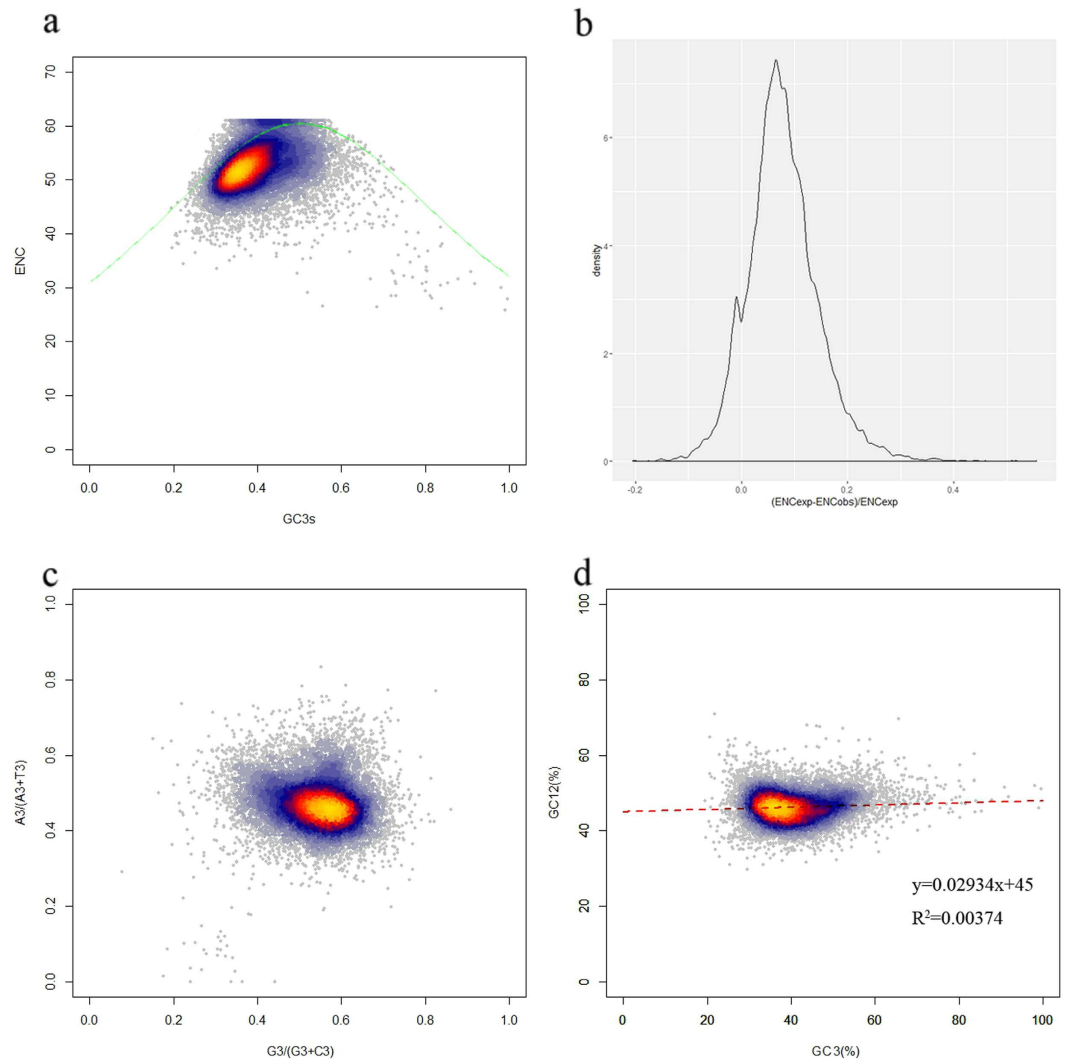 a
70
60
50
40
30
20
10
0
ENC
0.0 0.2 0.4 0.6 0.8 1.0
GC3s
b
6
4
2
0
density
-0.2 0.0 0.2 0.4
(ENCexp-ENCobs)/ENCexp
c
1.0
0.8
0.6
0.4
0.2
0.0
A3/(A3+T3)
0.0 0.2 0.4 0.6 0.8 1.0
G3/(G3+C3)
d
100
80
60
40
20
0
GC12(%)
y=0.02934x+45
R²=0.00374
0 20 40 60 80 100
GC3(%)